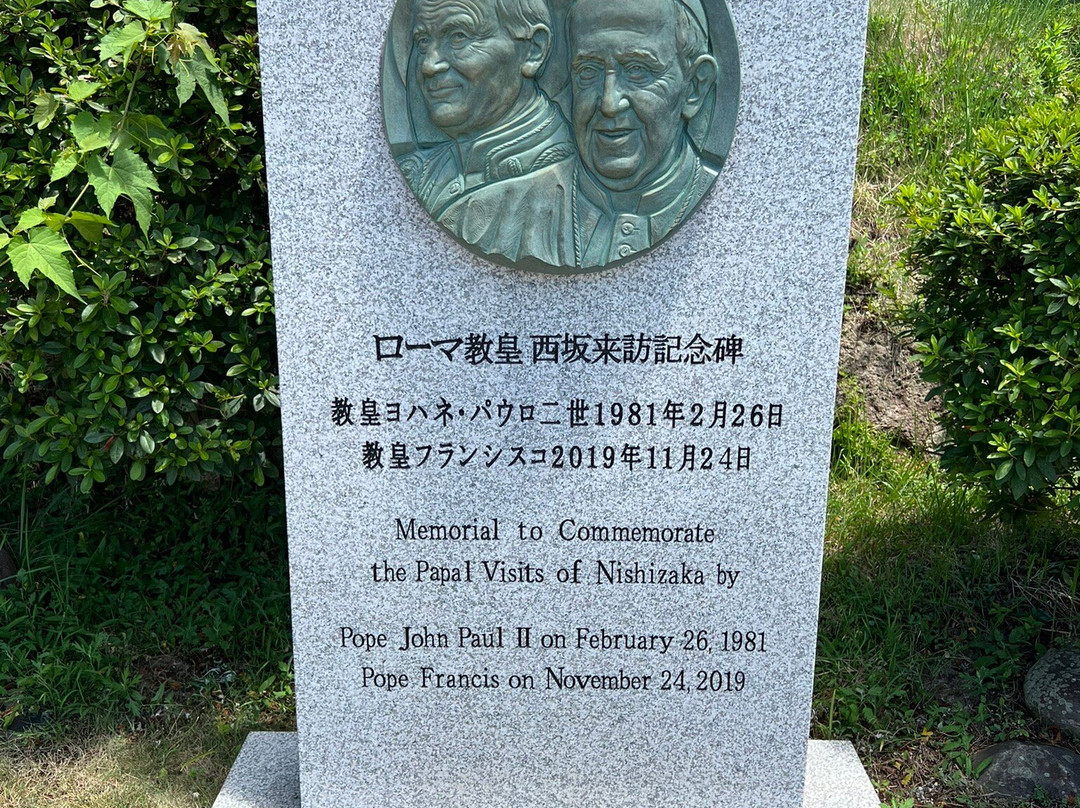 ローマ教皇 西坂来訪記念碑
教皇ヨハネ・パウロ二世1981年2月26日
教皇フランシスコ2019年11月24日
Memorial to Commemorate
the Papal Visits of Nishizaka by
Pope John Paul II on February 26, 1981
Pope Francis on November 24, 2019